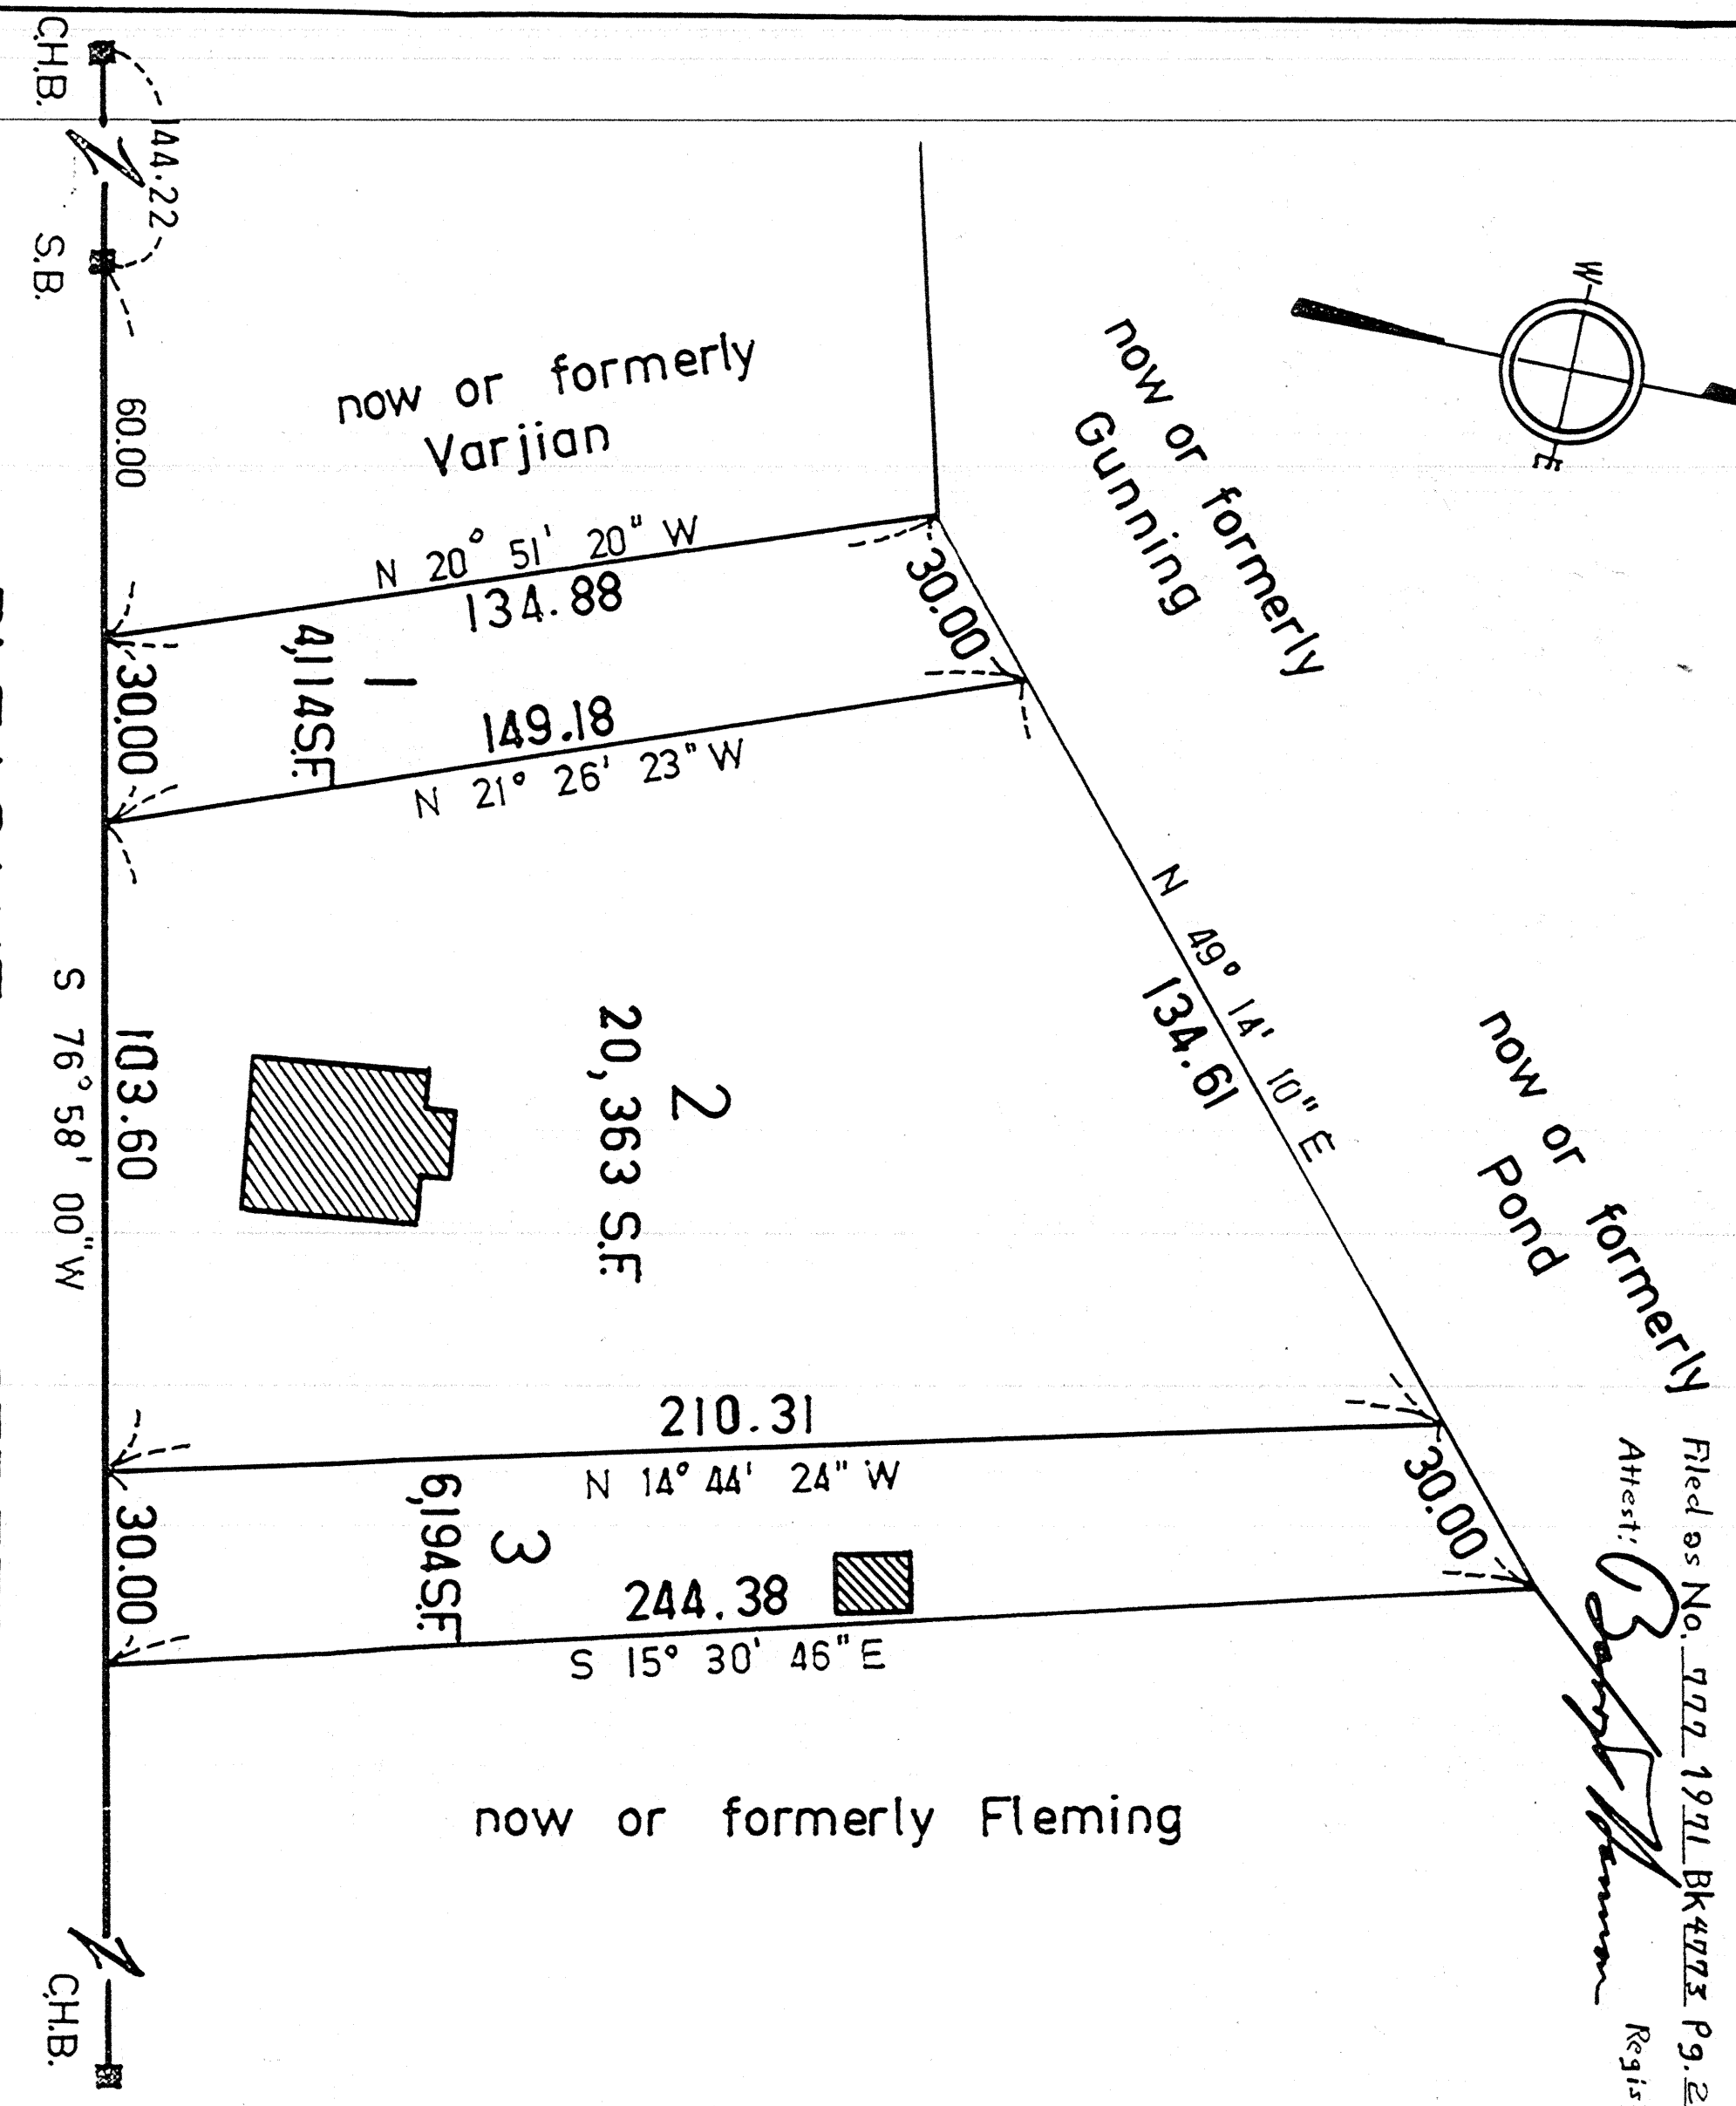 C.H.B.
144.22
S.B.
60.00
now or formerly
Varjian
N 20° 51' 20" W
134.88
now or formerly
Gunning
W
E
30.00
1
4,114 S.F.
30.00
149.18
N 21° 26' 23" W
N 49° 14' 10" E
134.61
now or formerly
Pond
2
20,363 S.F.
103.60
S 76° 58' 00" W
210.31
N 14° 44' 24" W
30.00
3
6,194 S.F.
30.00
244.38
S 15° 30' 46" E
now or formerly Fleming
C.H.B.
Filed as No. 777 1971 BK 4773 Pg. 2
Attest:
Regis